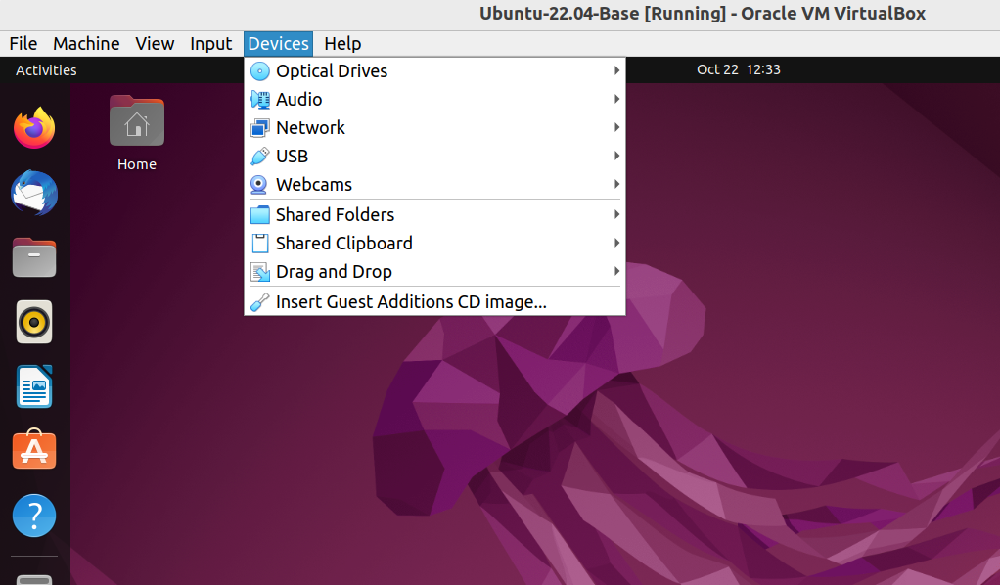 Ubuntu-22.04-Base [Running] - Oracle VM VirtualBox
File Machine View Input Devices Help
Activities Oct 22 12:33
Optical Drives
Audio
Network
USB
Webcams
Shared Folders
Shared Clipboard
Drag and Drop
Insert Guest Additions CD image...
Home